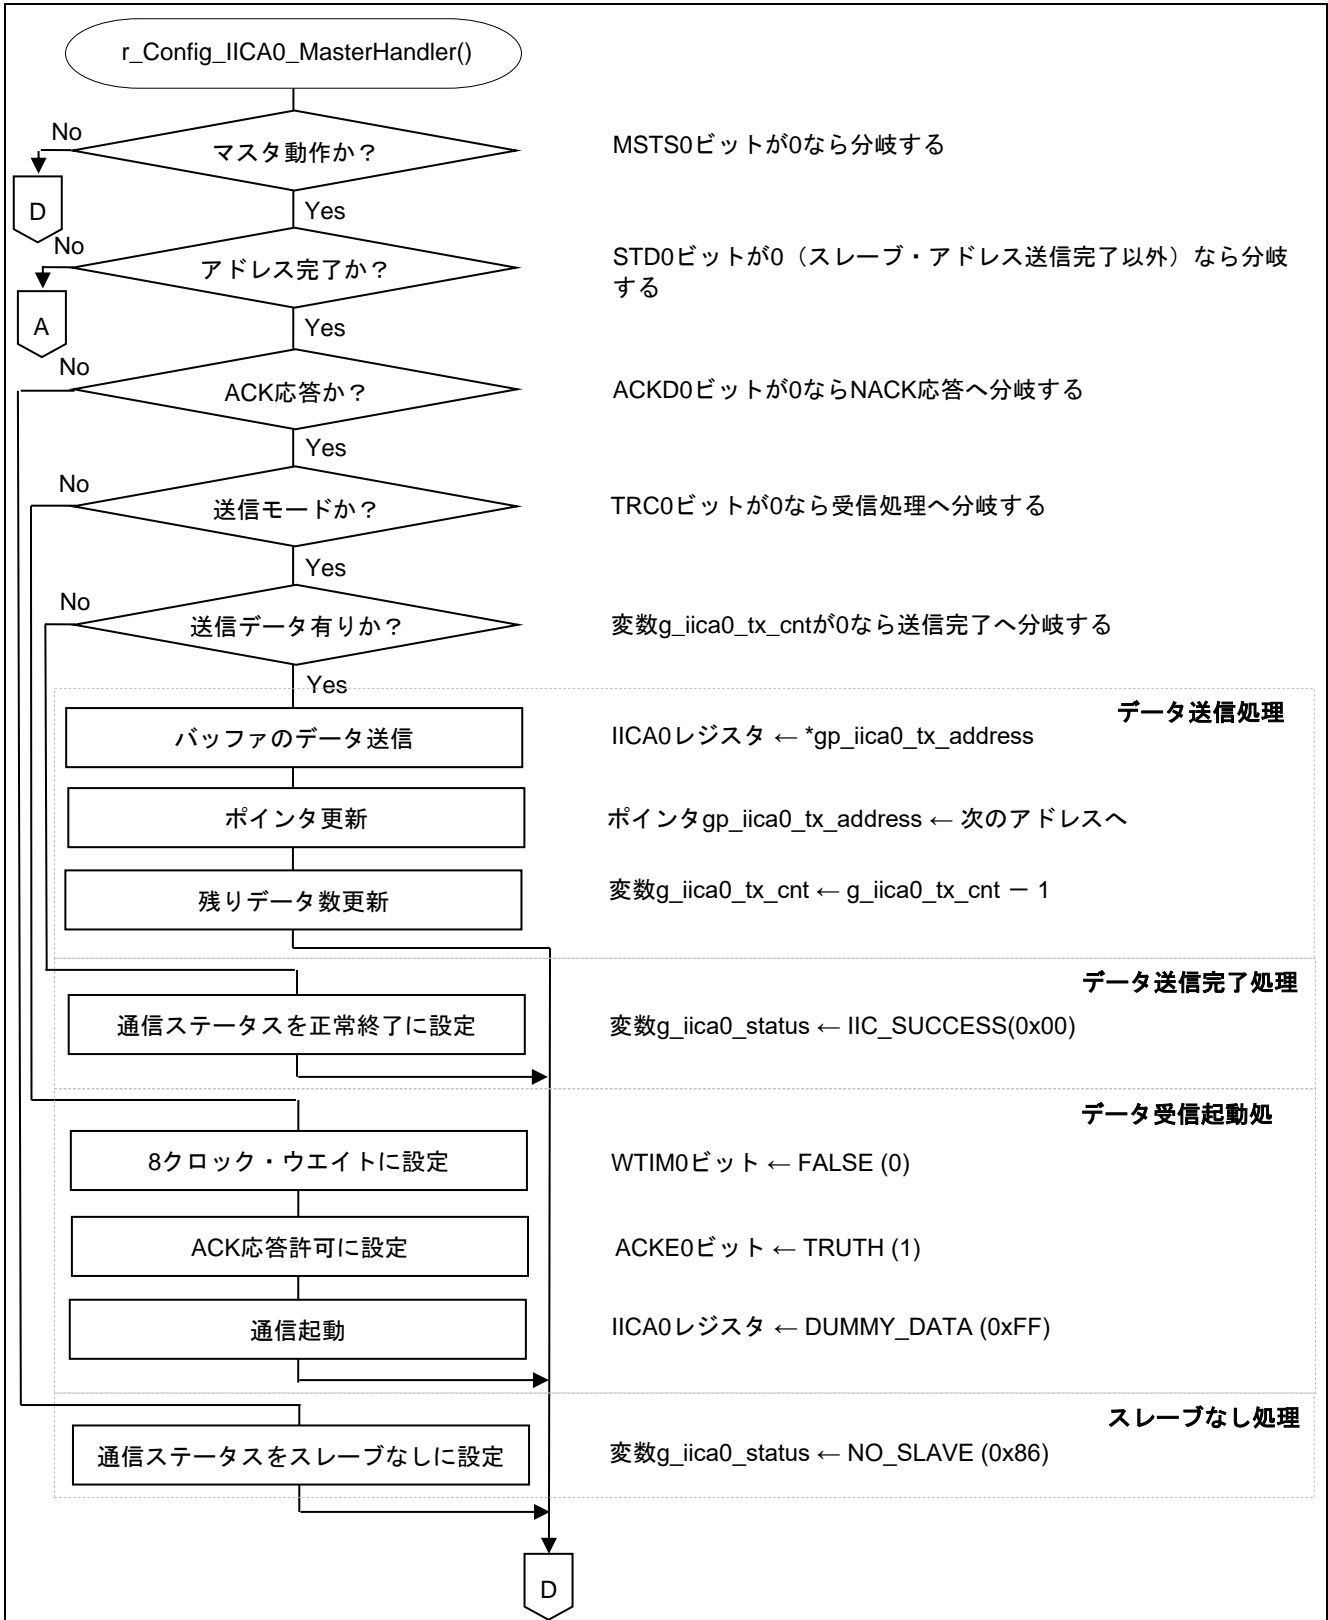 r_Config_IICA0_MasterHandler()
No
マスタ動作か？
MSTS0ビットが0なら分岐する
D
Yes
No
アドレス完了か？
STD0ビットが0（スレーブ・アドレス送信完了以外）なら分岐
する
A
Yes
No
ACK応答か？
ACKD0ビットが0ならNACK応答へ分岐する
Yes
No
送信モードか？
TRC0ビットが0なら受信処理へ分岐する
Yes
No
送信データ有りか？
変数g_iica0_tx_cntが0なら送信完了へ分岐する
Yes
データ送信処理
バッファのデータ送信
IICA0レジスタ ← *gp_iica0_tx_address
ポインタ更新
ポインタgp_iica0_tx_address ← 次のアドレスへ
残りデータ数更新
変数g_iica0_tx_cnt ← g_iica0_tx_cnt － 1
データ送信完了処理
通信ステータスを正常終了に設定
変数g_iica0_status ← IIC_SUCCESS(0x00)
データ受信起動処
8クロック・ウエイトに設定
WTIM0ビット ← FALSE (0)
ACK応答許可に設定
ACKE0ビット ← TRUTH (1)
通信起動
IICA0レジスタ ← DUMMY_DATA (0xFF)
スレーブなし処理
通信ステータスをスレーブなしに設定
変数g_iica0_status ← NO_SLAVE (0x86)
D